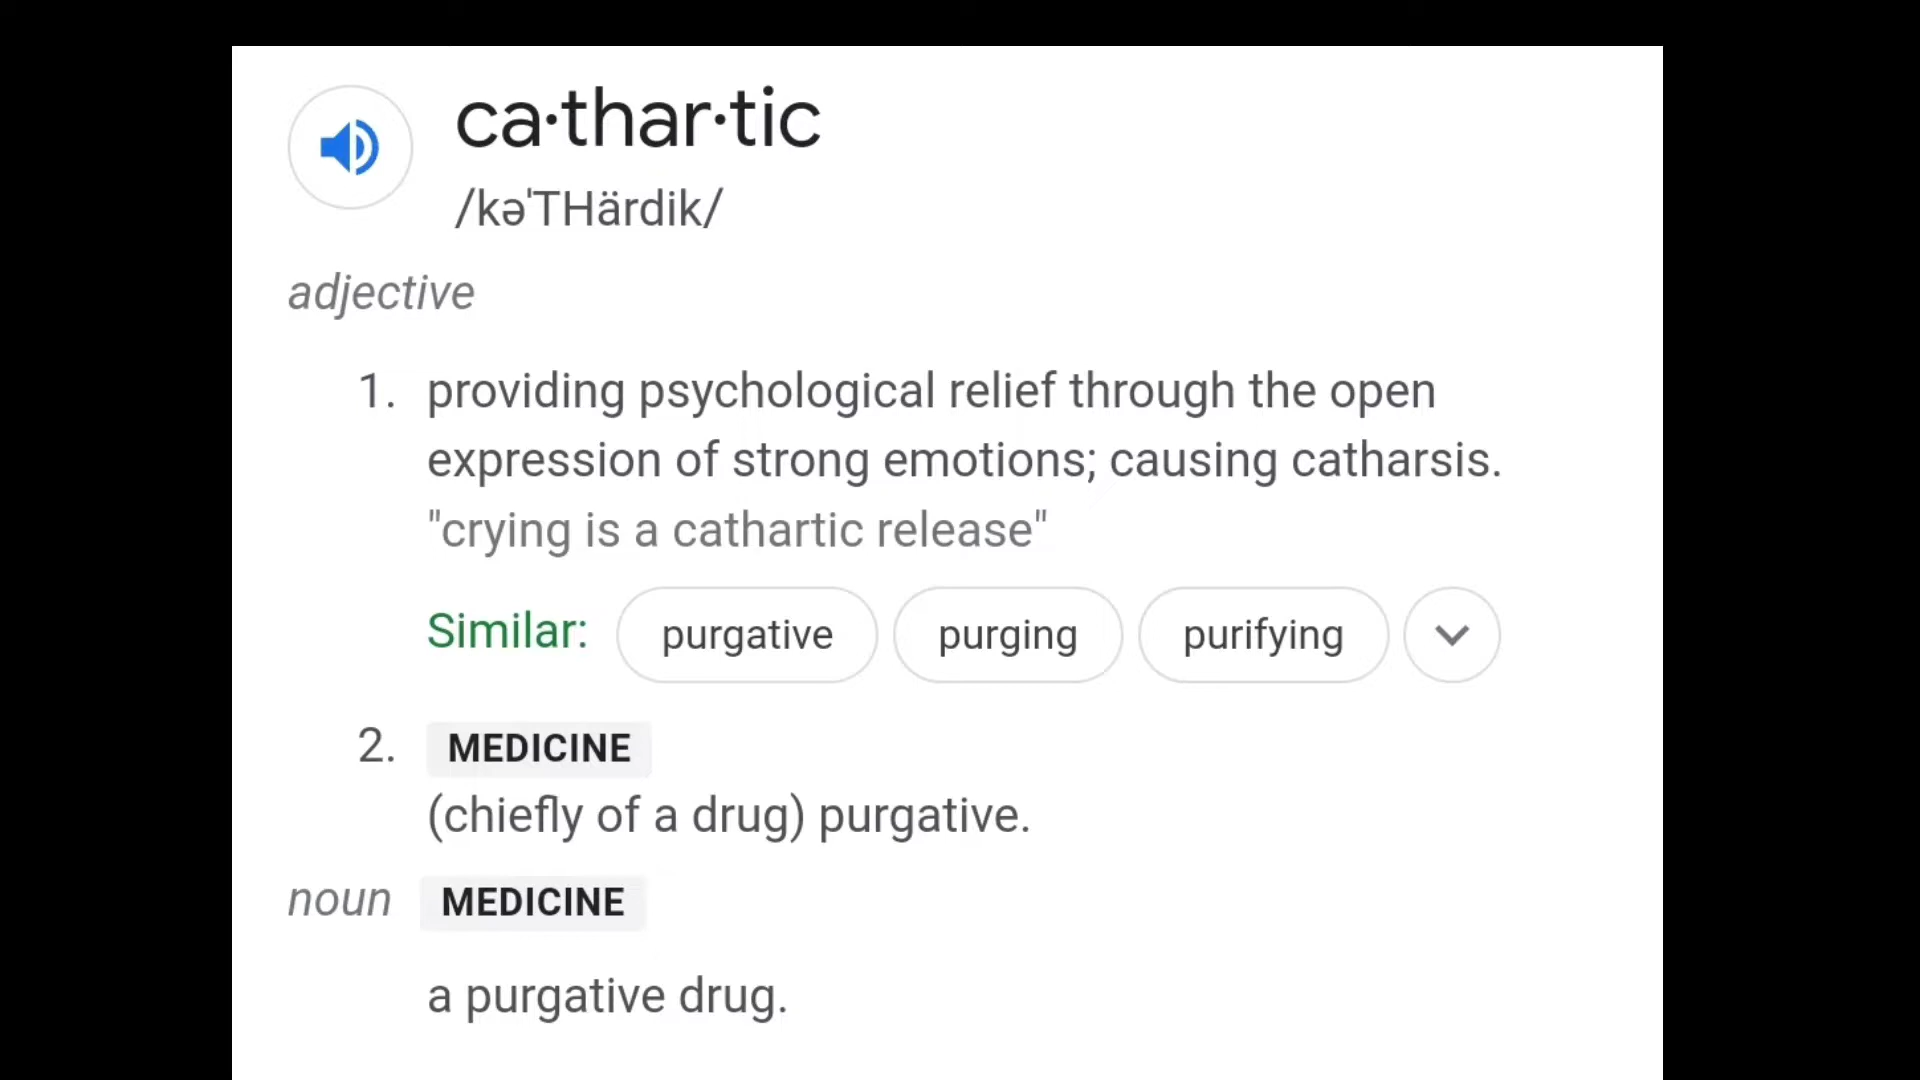 ca·thar·tic
/kəˈTHärdik/
adjective
1. providing psychological relief through the open
expression of strong emotions; causing catharsis.
"crying is a cathartic release"
Similar: purgative purging purifying
2. MEDICINE
(chiefly of a drug) purgative.
noun MEDICINE
a purgative drug.